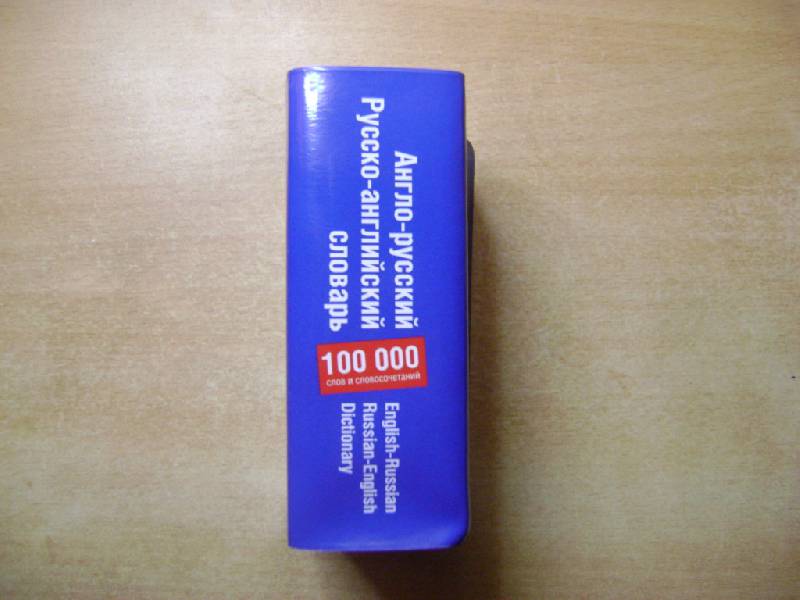 Англо-русский
Русско-английский
словарь
100 000
слов и словосочетаний
English-Russian
Russian-English
Dictionary